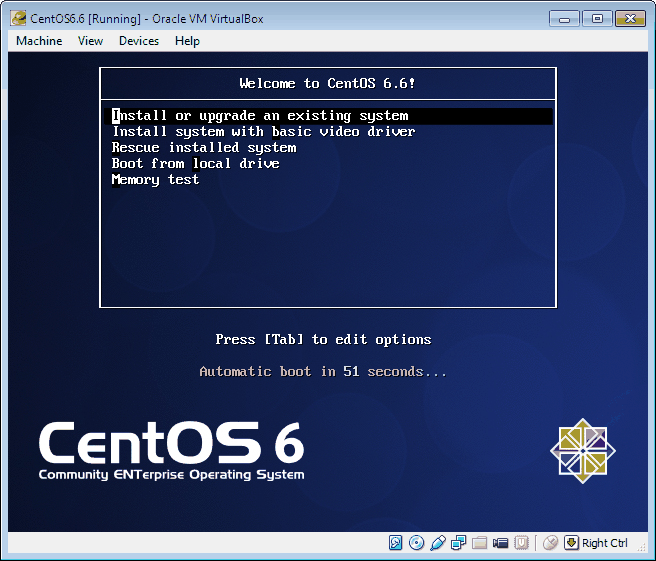 CentOS6.6 [Running] - Oracle VM VirtualBox
Machine View Devices Help
Welcome to CentOS 6.6!
Install or upgrade an existing system
Install system with basic video driver
Rescue installed system
Boot from local drive
Memory test
Press [Tab] to edit options
Automatic boot in 51 seconds...
CentOS 6
Community ENTerprise Operating System
Right Ctrl